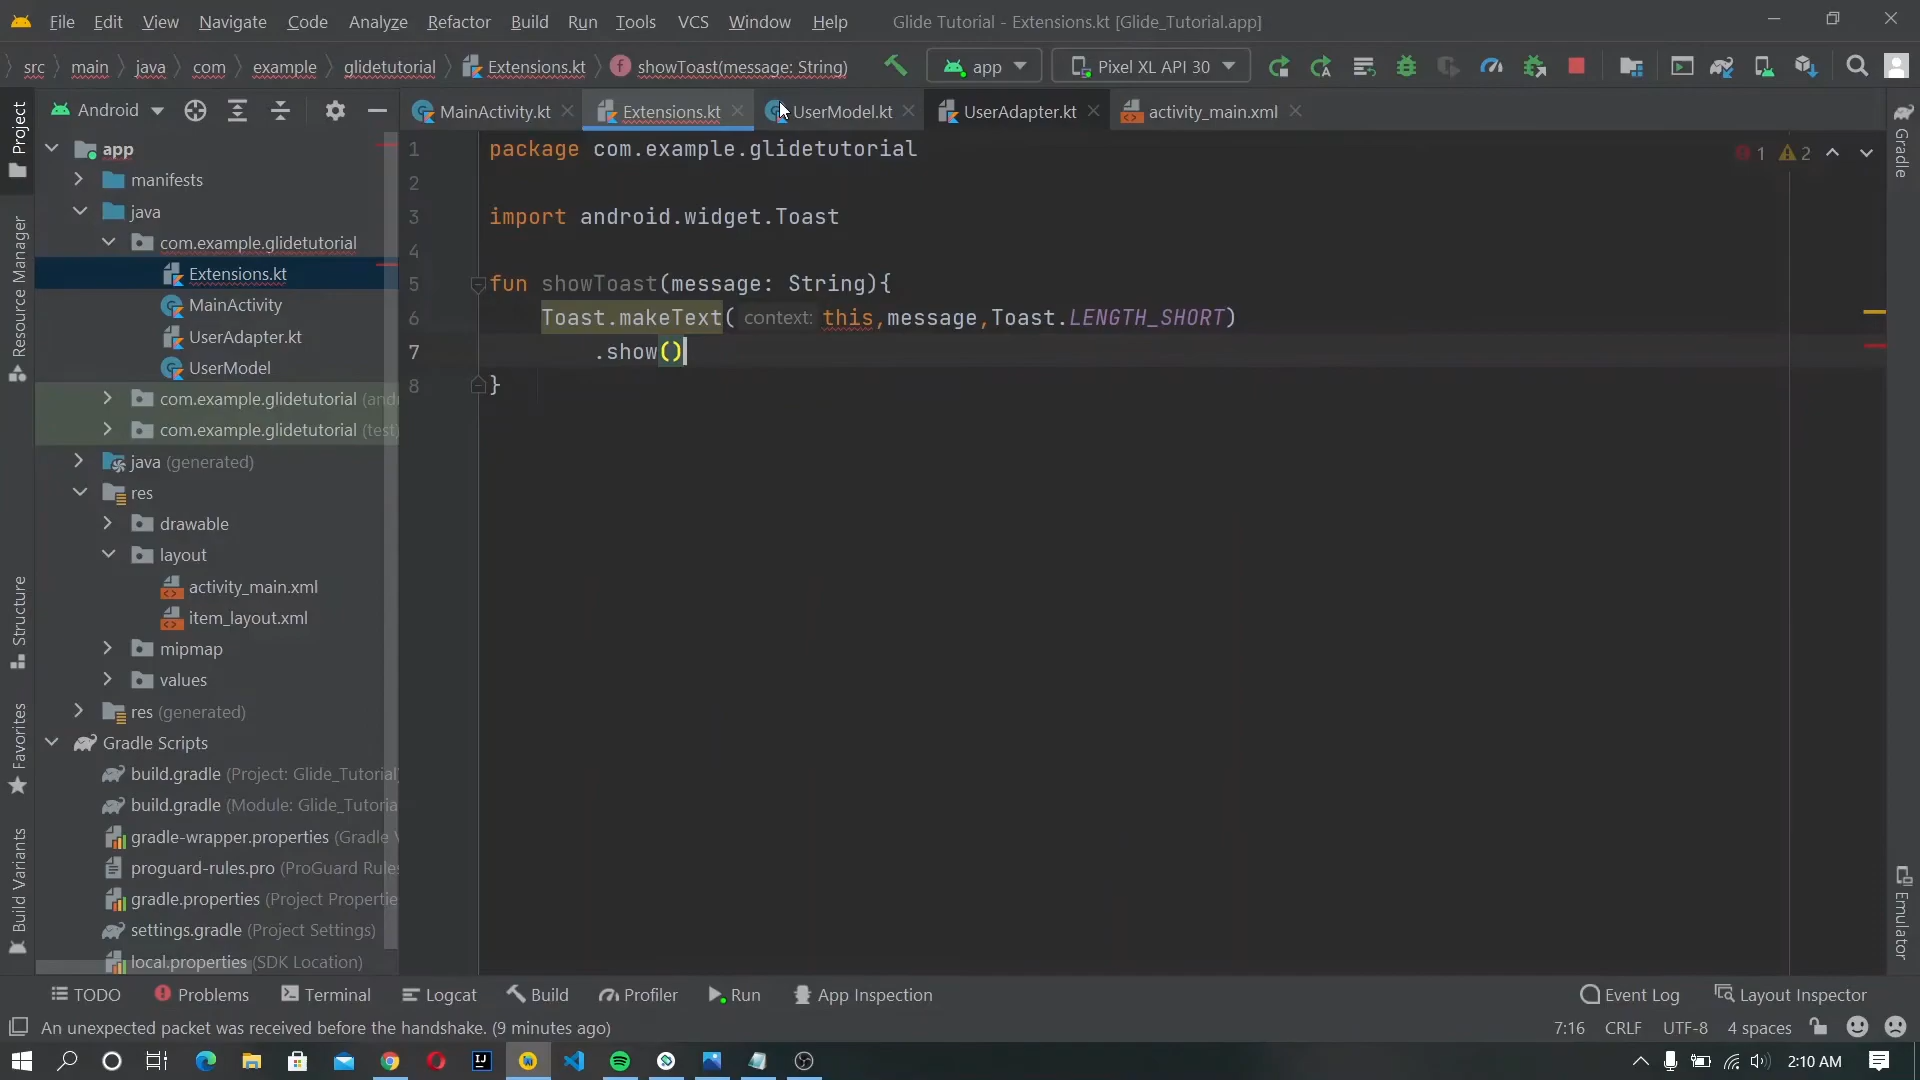 File Edit View Navigate Code Analyze Refactor Build Run Tools VCS Window Help Glide Tutorial - Extensions.kt [Glide_Tutorial.app]
src main java com example glidetutorial Extensions.kt showToast(message: String) app Pixel XL API 30
Android MainActivity.kt Extensions.kt UserModel.kt UserAdapter.kt activity_main.xml
Project
Resource Manager
Structure
Favorites
Build Variants
app
manifests
java
com.example.glidetutorial
Extensions.kt
MainActivity
UserAdapter.kt
UserModel
com.example.glidetutorial (and
com.example.glidetutorial (test)
java (generated)
res
drawable
layout
activity_main.xml
item_layout.xml
mipmap
values
res (generated)
Gradle Scripts
build.gradle (Project: Glide_Tutorial
build.gradle (Module: Glide_Tutoria
gradle-wrapper.properties (Gradle V
proguard-rules.pro (ProGuard Rules
gradle.properties (Project Propertie
settings.gradle (Project Settings)
local.properties (SDK Location)
1 package com.example.glidetutorial
2
3 import android.widget.Toast
4
5 fun showToast(message: String){
6 Toast.makeText( context: this,message,Toast.LENGTH_SHORT)
7 .show()
8 }
1 2
Gradle
Emulator
TODO Problems Terminal Logcat Build Profiler Run App Inspection Event Log Layout Inspector
An unexpected packet was received before the handshake. (9 minutes ago) 7:16 CRLF UTF-8 4 spaces
2:10 AM